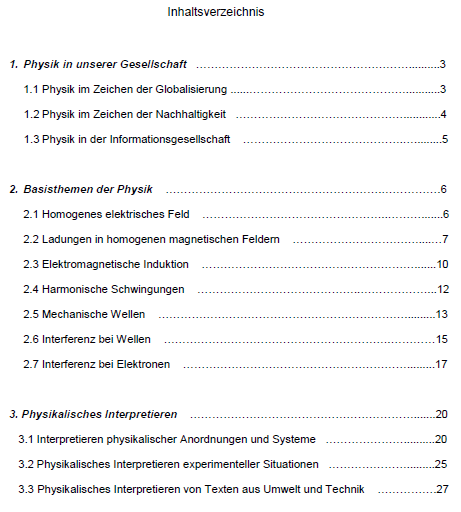 Inhaltsverzeichnis
1. Physik in unserer Gesellschaft ……………………………………………..........3
1.1 Physik im Zeichen der Globalisierung ......………………………………...........3
1.2 Physik im Zeichen der Nachhaltigkeit …………………………………...........4
1.3 Physik in der Informationsgesellschaft ………………………………….…........5
2. Basisthemen der Physik …………………………………………………………6
2.1 Homogenes elektrisches Feld ……………………………………………….......6
2.2 Ladungen in homogenen magnetischen Feldern ……………………….....…7
2.3 Elektromagnetische Induktion ……………………………………………......10
2.4 Harmonische Schwingungen ………………………………………………...12
2.5 Mechanische Wellen …………………………………………………..........13
2.6 Interferenz bei Wellen ……………………………………………………15
2.7 Interferenz bei Elektronen …………………………………………….........17
3. Physikalisches Interpretieren ……………………………………………......20
3.1 Interpretieren physikalischer Anordnungen und Systeme …………………..........20
3.2 Physikalisches Interpretieren experimenteller Situationen …………………........25
3.3 Physikalisches Interpretieren von Texten aus Umwelt und Technik …………….27